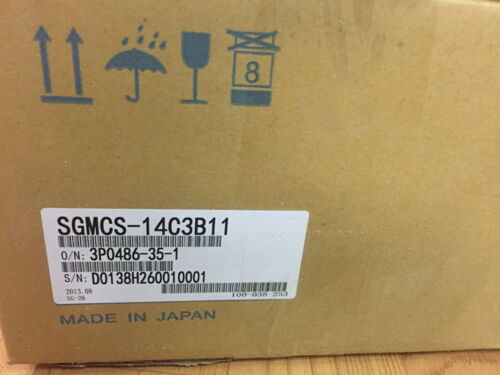 8
SGMCS-14C3B11
O/N: 3P0486-35-1
S/N: D0138H260010001
2013.08
SG-26
100-038 253
MADE IN JAPAN